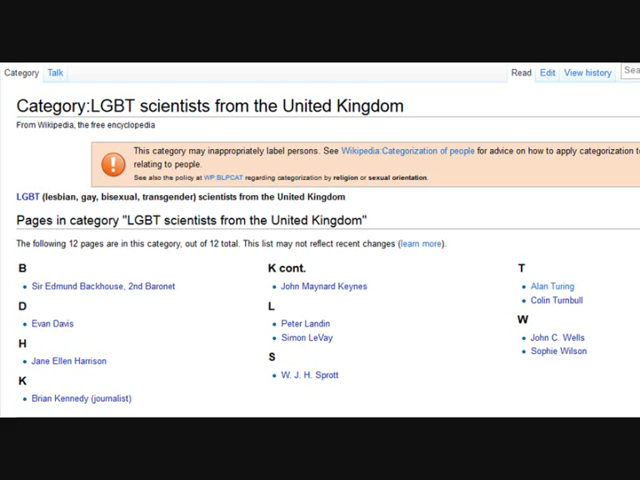 Category Talk Read Edit View history Sea
Category:LGBT scientists from the United Kingdom
From Wikipedia, the free encyclopedia
This category may inappropriately label persons. See Wikipedia:Categorization of people for advice on how to apply categorization to
relating to people.
See also the policy at WP:BLPCAT regarding categorization by religion or sexual orientation.
LGBT (lesbian, gay, bisexual, transgender) scientists from the United Kingdom
Pages in category "LGBT scientists from the United Kingdom"
The following 12 pages are in this category, out of 12 total. This list may not reflect recent changes (learn more).
B
Sir Edmund Backhouse, 2nd Baronet
D
Evan Davis
H
Jane Ellen Harrison
K
Brian Kennedy (journalist)
K cont.
John Maynard Keynes
L
Peter Landin
Simon LeVay
S
W. J. H. Sprott
T
Alan Turing
Colin Turnbull
W
John C. Wells
Sophie Wilson